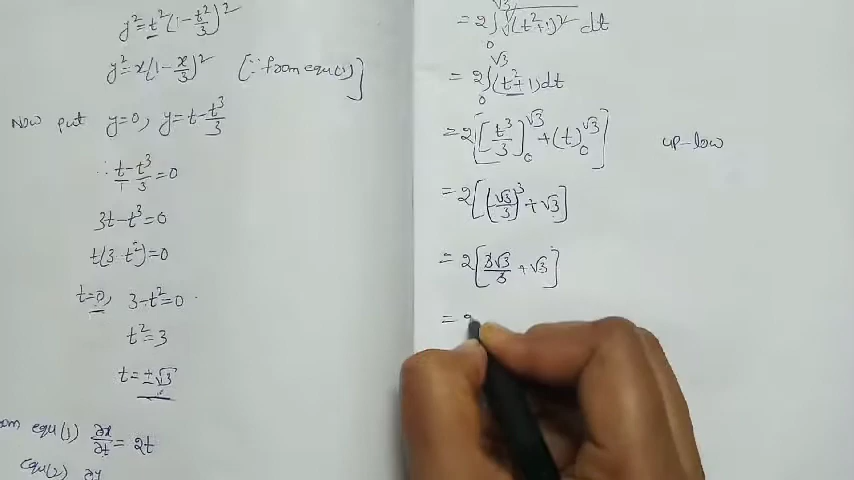 y² = t²(1 - t²/3)²
y² = x(1 - x/3)² [∵ from equ(1)]
Now put y=0, y = t - t³/3
∴ t/1 - t³/3 = 0
3t - t³ = 0
t(3 - t²) = 0
t=0, 3 - t² = 0
t² = 3
t = ±√3
equ(1) ∂x/∂t = 2t
equ(2) ∂y
= 2∫₀^√3 √(t²+1)² dt
= 2∫₀^√3 (t²+1)dt
= 2[[t³/3]₀^√3 + (t)₀^√3] up-low
= 2[(√3)³/3 + √3]
= 2[3√3/3 + √3]
= 2